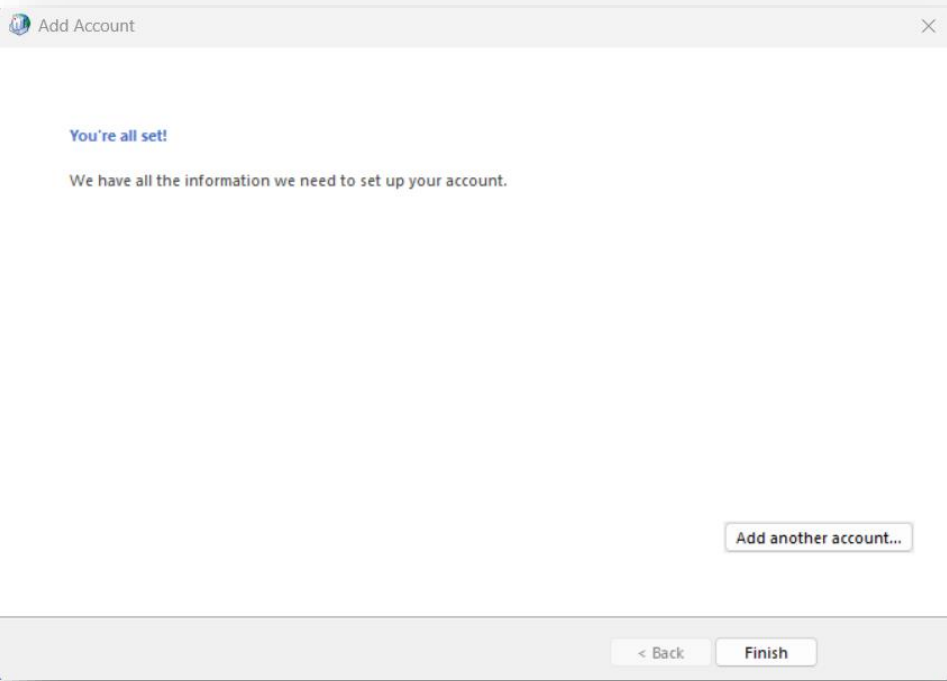 Add Account
You're all set!
We have all the information we need to set up your account.
Add another account...
< Back
Finish